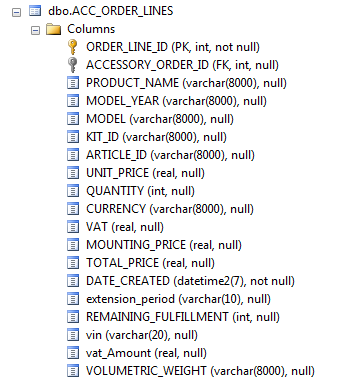 dbo.ACC_ORDER_LINES
Columns
ORDER_LINE_ID (PK, int, not null)
ACCESSORY_ORDER_ID (FK, int, null)
PRODUCT_NAME (varchar(8000), null)
MODEL_YEAR (varchar(8000), null)
MODEL (varchar(8000), null)
KIT_ID (varchar(8000), null)
ARTICLE_ID (varchar(8000), null)
UNIT_PRICE (real, null)
QUANTITY (int, null)
CURRENCY (varchar(8000), null)
VAT (real, null)
MOUNTING_PRICE (real, null)
TOTAL_PRICE (real, null)
DATE_CREATED (datetime2(7), not null)
extension_period (varchar(10), null)
REMAINING_FULFILLMENT (int, null)
vin (varchar(20), null)
vat_Amount (real, null)
VOLUMETRIC_WEIGHT (varchar(8000), null)